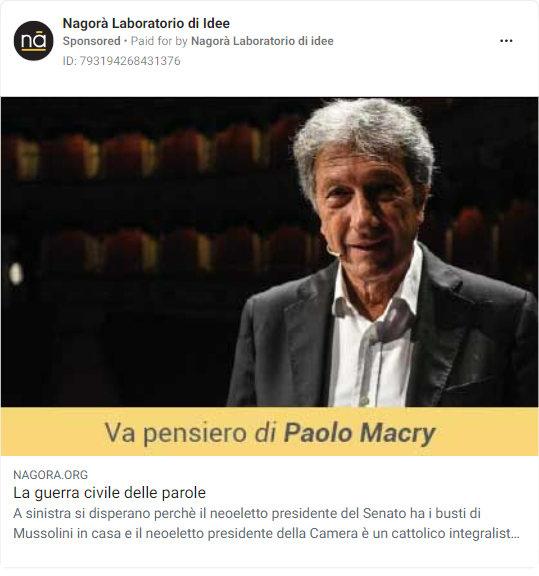 nā
Nagorà Laboratorio di Idee
Sponsored • Paid for by Nagorà Laboratorio di idee
ID: 793194268431376
Va pensiero di Paolo Macry
NAGORA.ORG
La guerra civile delle parole
A sinistra si disperano perchè il neoeletto presidente del Senato ha i busti di
Mussolini in casa e il neoeletto presidente della Camera è un cattolico integralist...